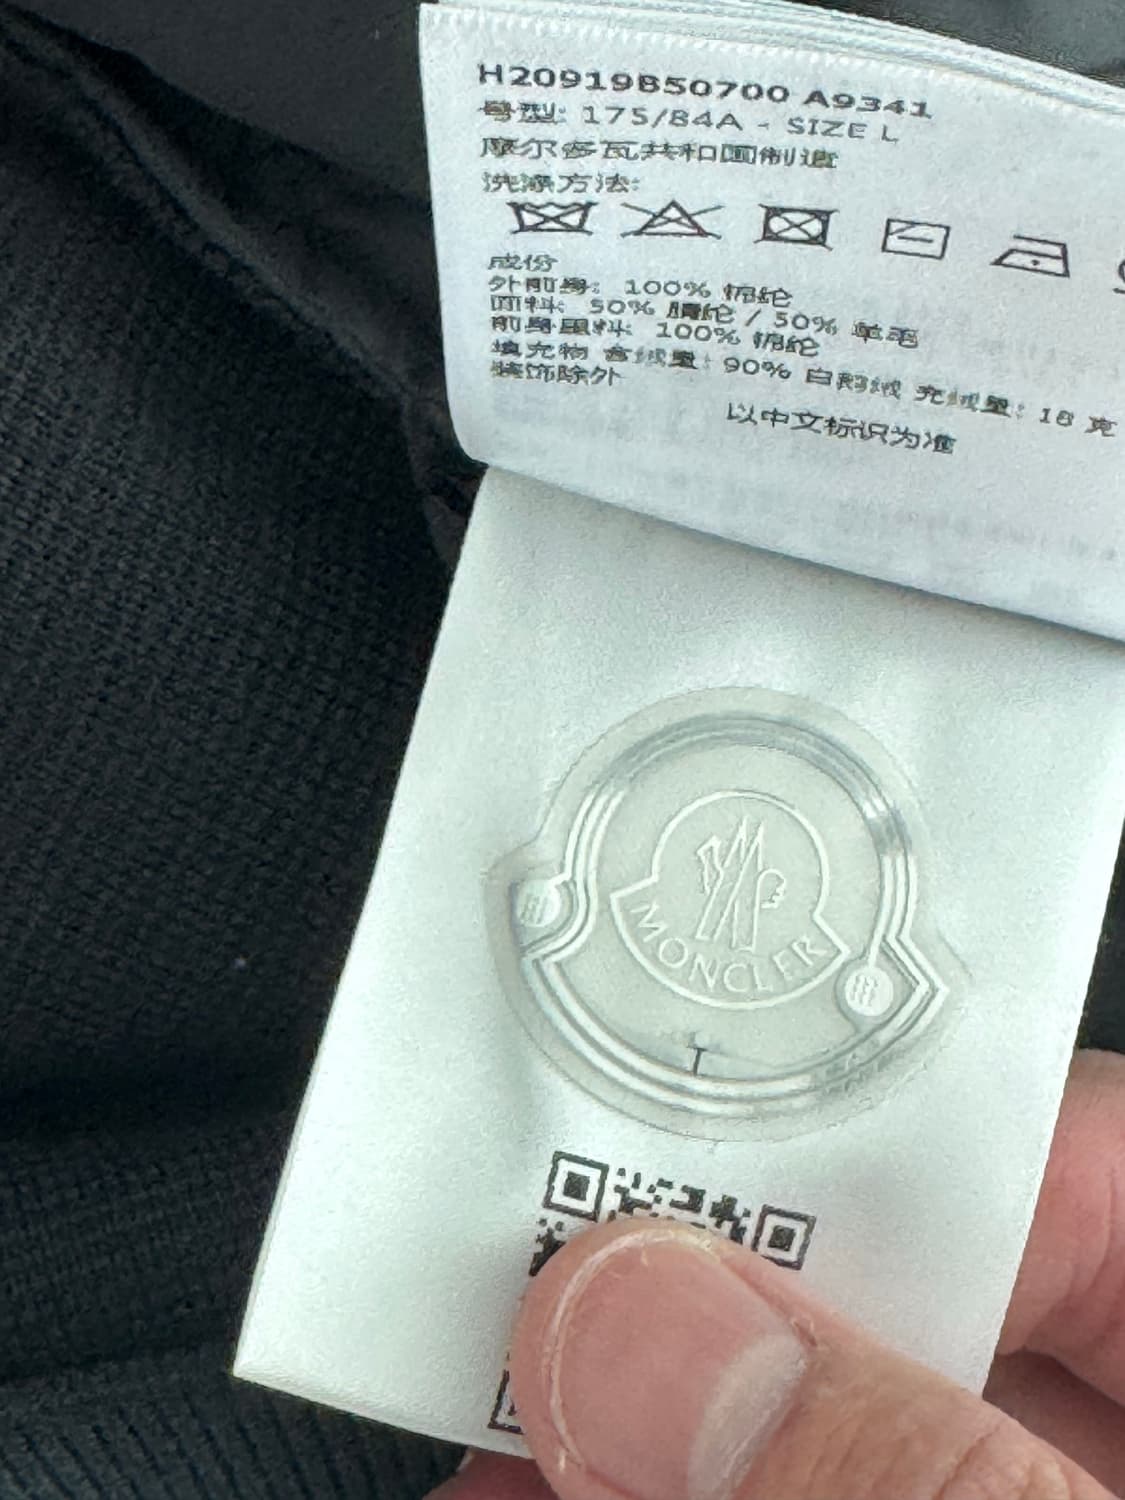 H20919B50700 A9341
号型: 175/84A - SIZE L
摩尔多瓦共和国制造
洗涤方法:
成份
外前身: 100% 锦纶
面料: 50% 腈纶 / 50% 羊毛
前身里料: 100% 锦纶
填充物 含绒量: 90% 白鹅绒 充绒量: 18 克
装饰除外
以中文标识为准
MONCLER